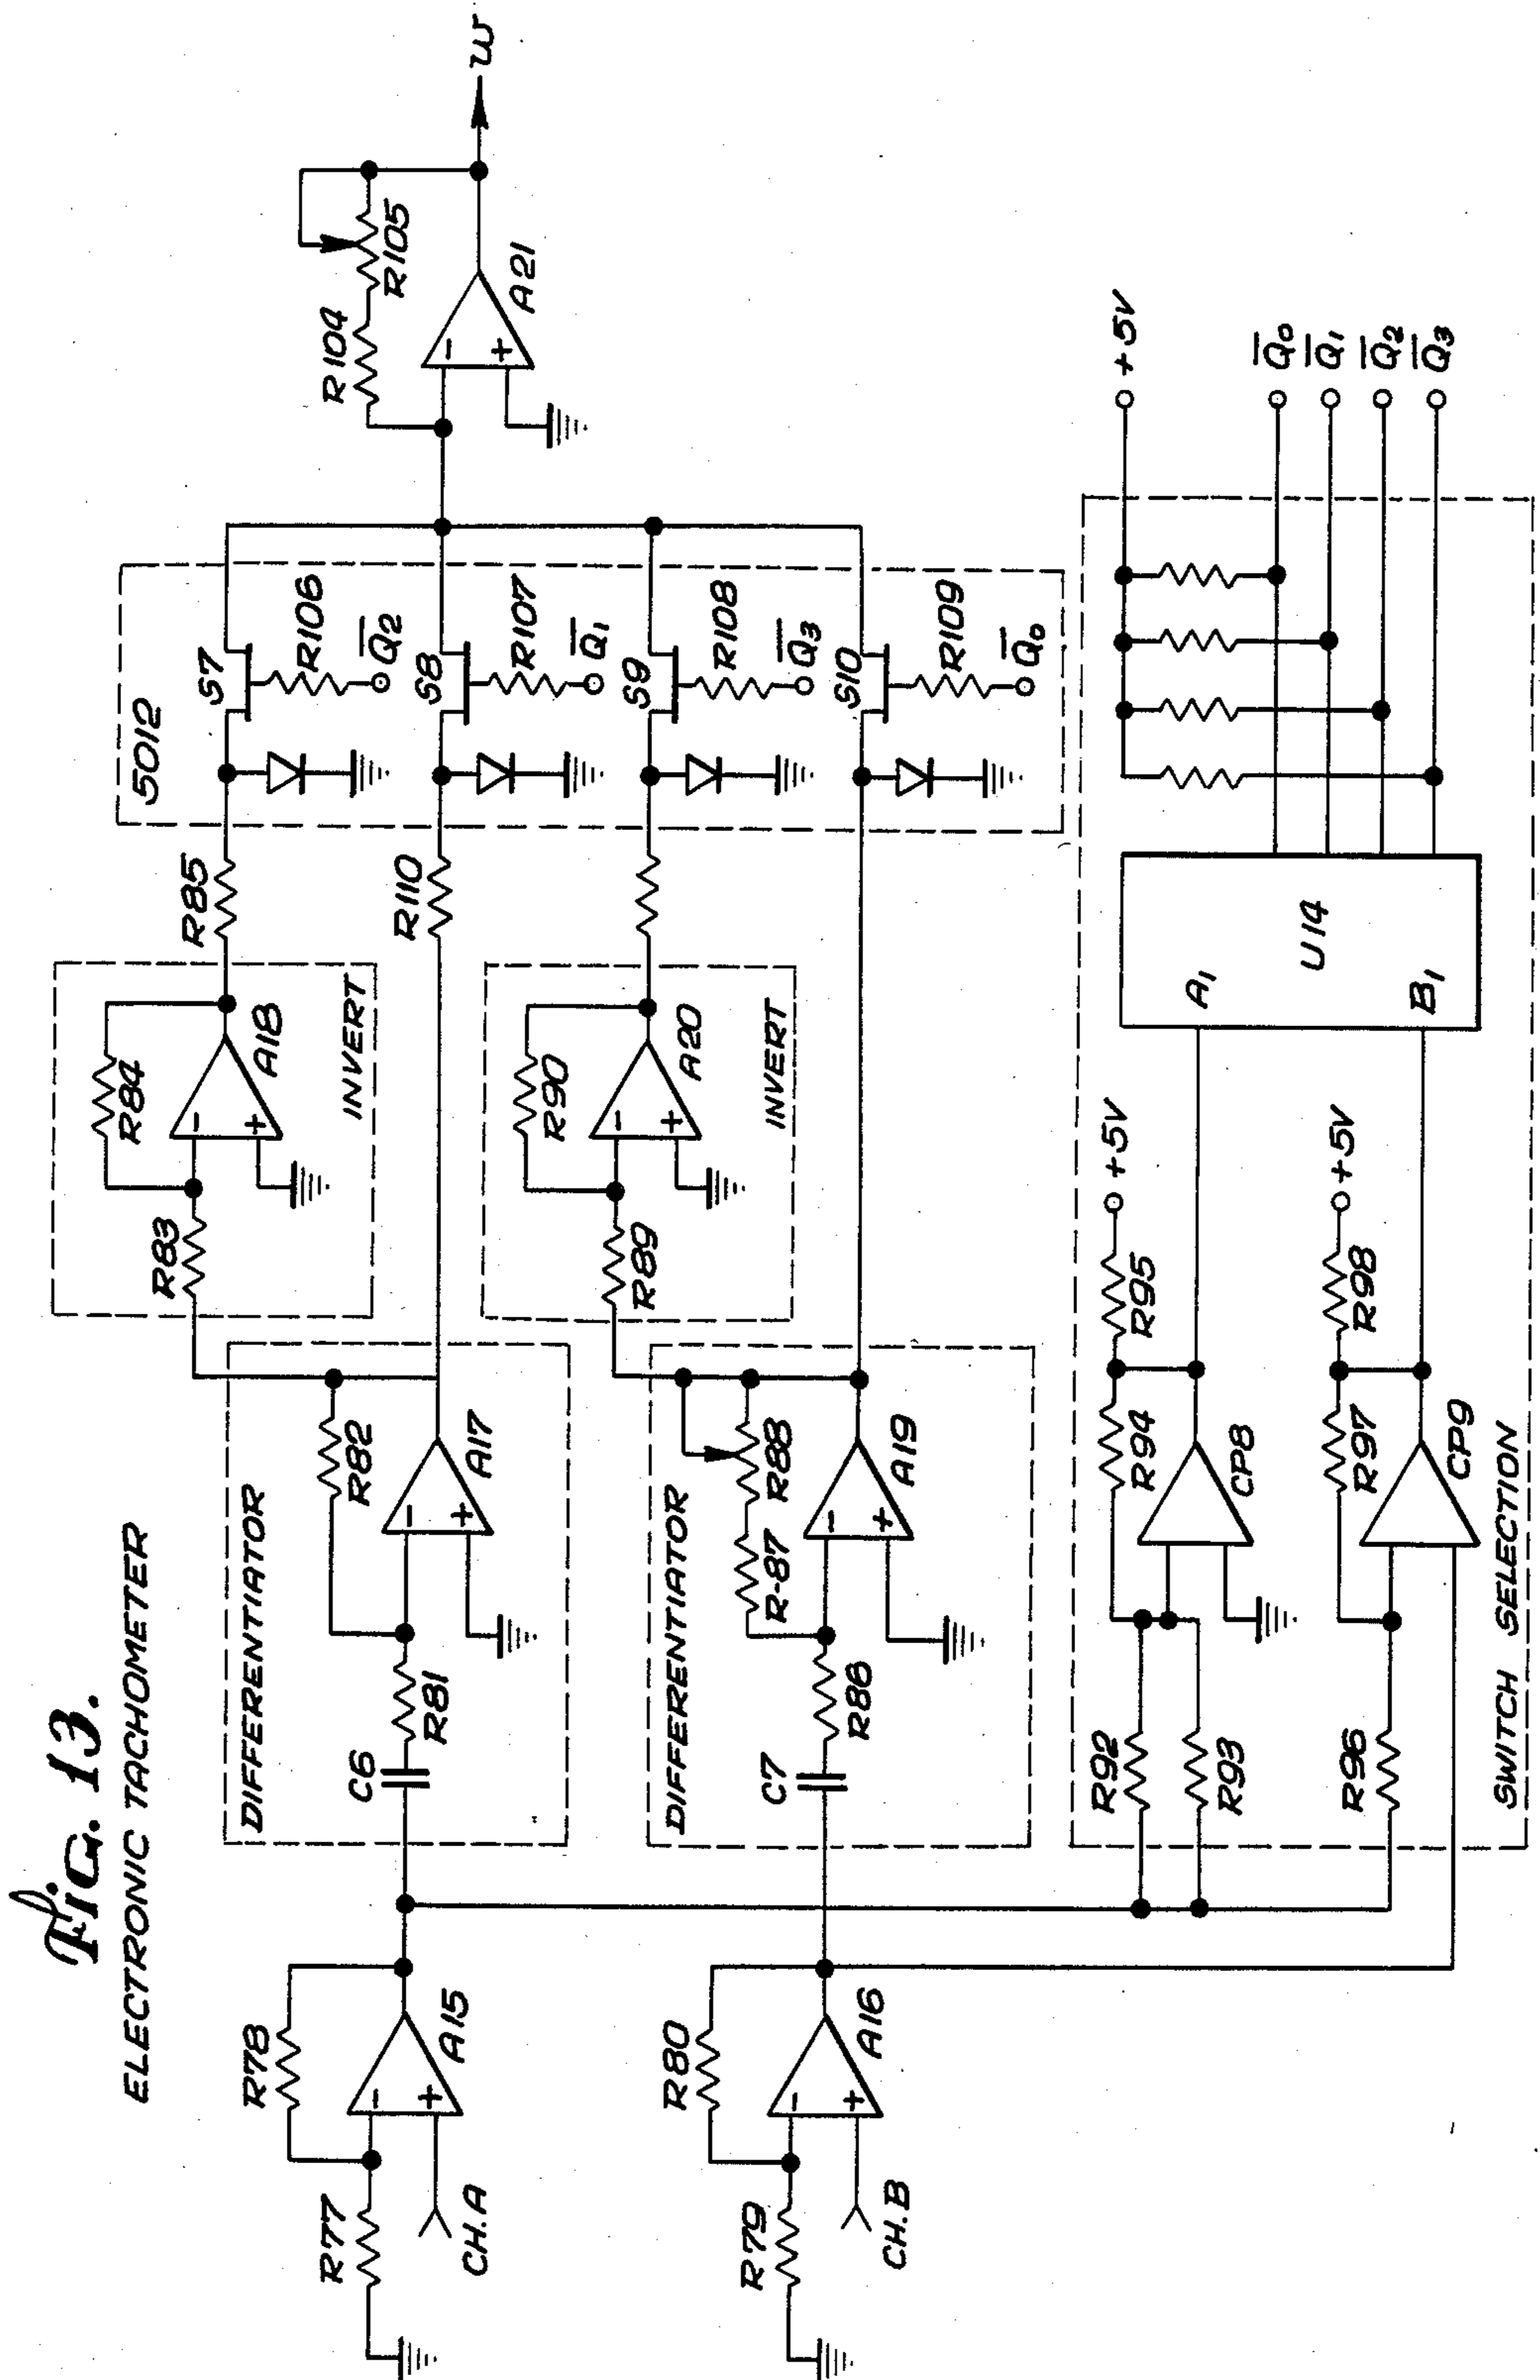 Fig. 13.
ELECTRONIC TACHOMETER
R77
R78
CH.A
A15
R79
R80
CH.B
A16
DIFFERENTIATOR
C6
R81
R82
A17
DIFFERENTIATOR
C7
R86
R-87
R88
A19
R83
R84
A18
INVERT
R89
R90
A20
INVERT
R85
R110
5012
S7
R106
Q̅2
S8
R107
Q̅1
S9
R108
Q̅3
S10
R109
Q̅0
R104
R105
A21
W
- +
- +
- +
- +
- +
- +
- +
R92
R93
R94
R95
+5V
CP8
R96
R97
R98
+5V
CP9
A1
B1
U14
+5V
Q̅0
Q̅1
Q̅2
Q̅3
SWITCH SELECTION